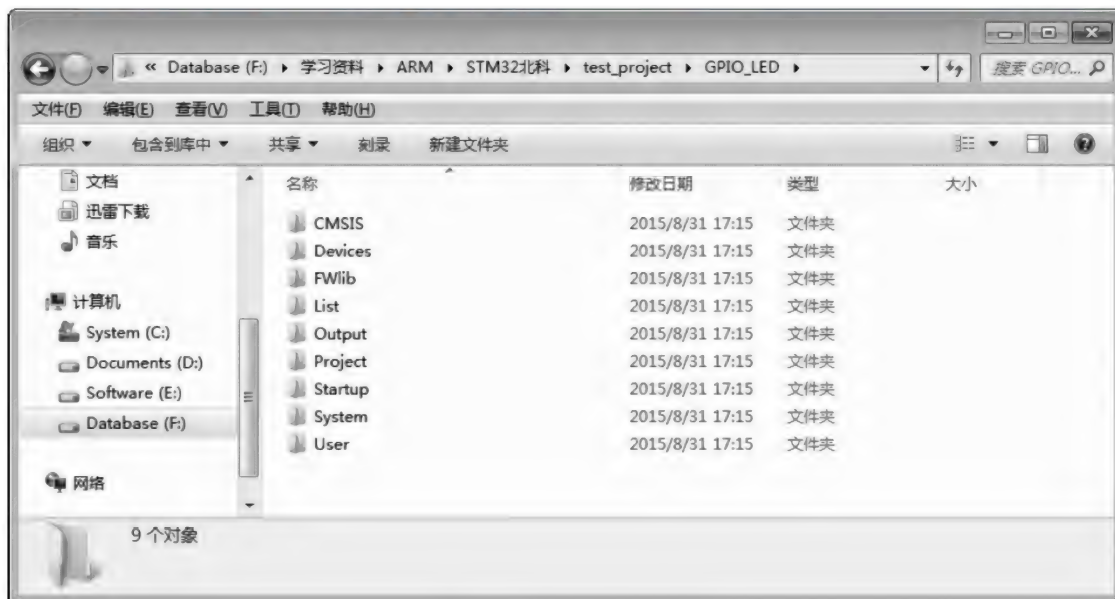 « Database (F:) ▸ 学习资料 ▸ ARM ▸ STM32北科 ▸ test_project ▸ GPIO_LED ▸ 搜索 GPIO...
文件(F) 编辑(E) 查看(V) 工具(T) 帮助(H)
组织 包含到库中 共享 刻录 新建文件夹
文档
迅雷下载
音乐
计算机
System (C:)
Documents (D:)
Software (E:)
Database (F:)
网络
名称 修改日期 类型 大小
CMSIS 2015/8/31 17:15 文件夹
Devices 2015/8/31 17:15 文件夹
FWlib 2015/8/31 17:15 文件夹
List 2015/8/31 17:15 文件夹
Output 2015/8/31 17:15 文件夹
Project 2015/8/31 17:15 文件夹
Startup 2015/8/31 17:15 文件夹
System 2015/8/31 17:15 文件夹
User 2015/8/31 17:15 文件夹
9 个对象